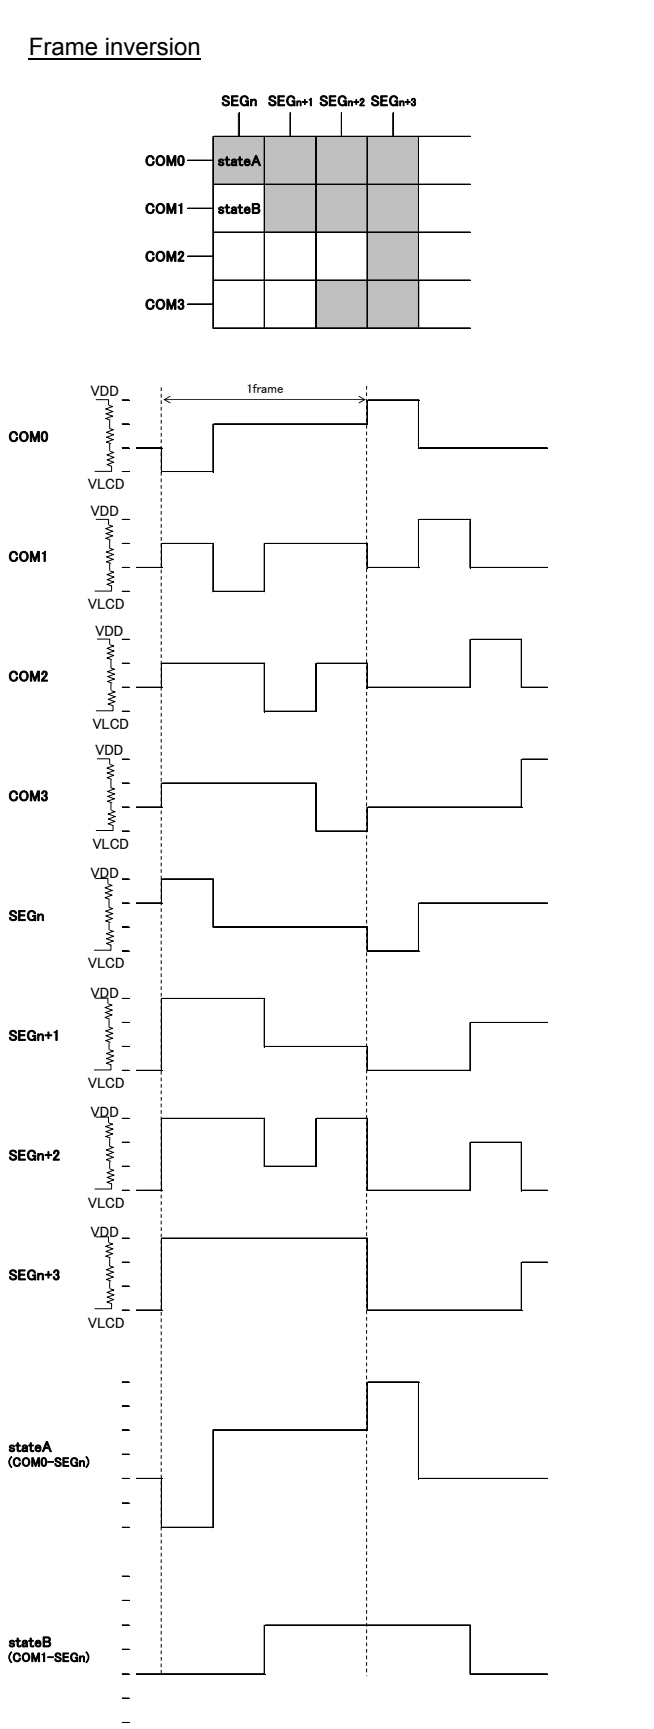 Frame inversion
SEGn SEGn+1 SEGn+2 SEGn+3
COM0 stateA
COM1 stateB
COM2
COM3
VDD
1frame
COM0
VLCD
VDD
COM1
VLCD
VDD
COM2
VLCD
VDD
COM3
VLCD
VDD
SEGn
VLCD
VDD
SEGn+1
VLCD
VDD
SEGn+2
VLCD
VDD
SEGn+3
VLCD
stateA
(COM0-SEGn)
stateB
(COM1-SEGn)